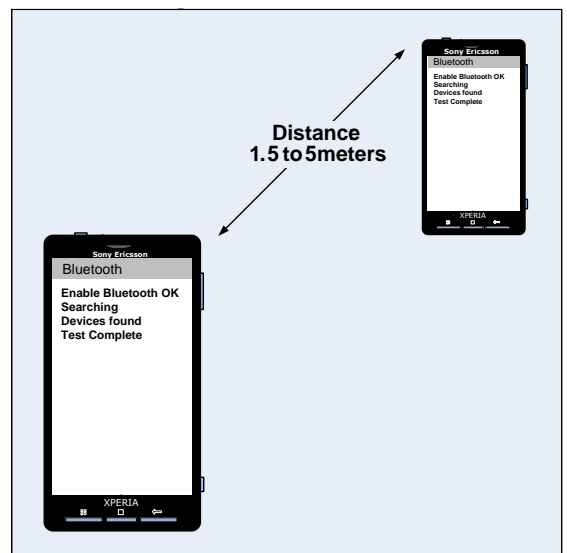 Sony Ericsson
Bluetooth
Enable Bluetooth OK
Searching
Devices found
Test Complete
XPERIA
Distance
1.5 to 5meters
Sony Ericsson
Bluetooth
Enable Bluetooth OK
Searching
Devices found
Test Complete
XPERIA